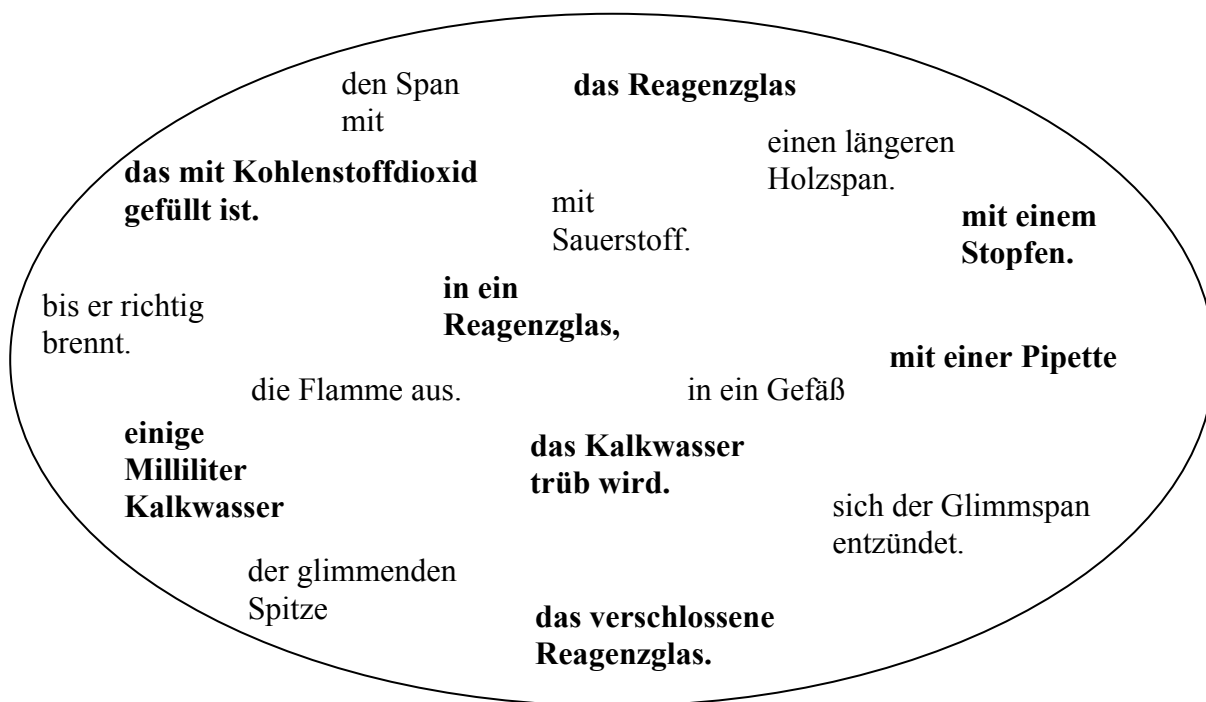 den Span
mit
das Reagenzglas
einen längeren
Holzspan.
das mit Kohlenstoffdioxid
gefüllt ist.
mit
Sauerstoff.
mit einem
Stopfen.
in ein
Reagenzglas,
bis er richtig
brennt.
mit einer Pipette
die Flamme aus.
in ein Gefäß
einige
Milliliter
Kalkwasser
das Kalkwasser
trüb wird.
sich der Glimmspan
entzündet.
der glimmenden
Spitze
das verschlossene
Reagenzglas.